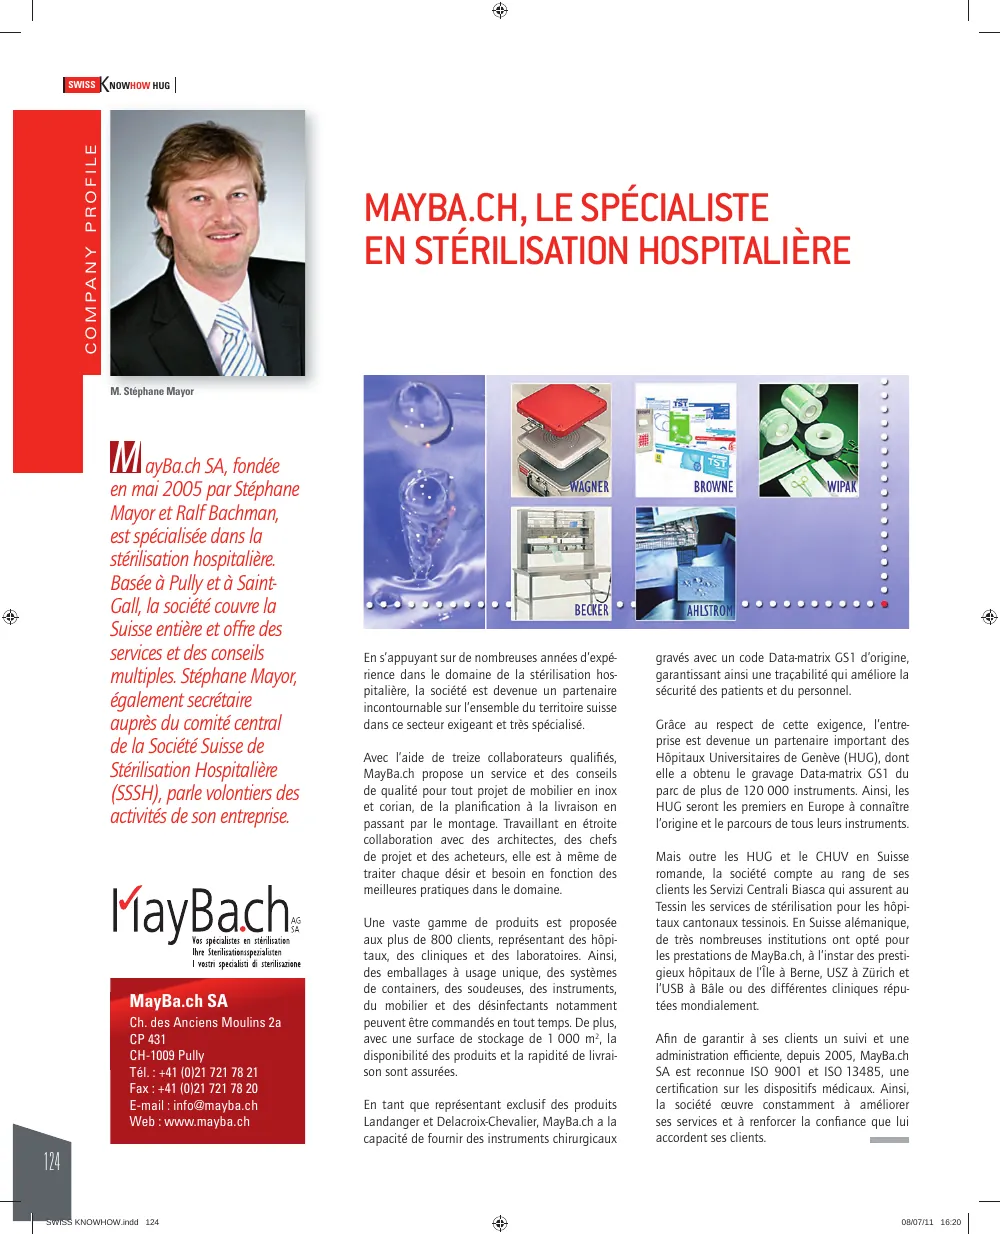 SWISS KNOWHOW HUG
COMPANY PROFILE
M. Stéphane Mayor
MAYBA.CH, LE SPÉCIALISTE
EN STÉRILISATION HOSPITALIÈRE
MayBa.ch SA, fondée
en mai 2005 par Stéphane
Mayor et Ralf Bachman,
est spécialisée dans la
stérilisation hospitalière.
Basée à Pully et à Saint-
Gall, la société couvre la
Suisse entière et offre des
services et des conseils
multiples. Stéphane Mayor,
également secrétaire
auprès du comité central
de la Société Suisse de
Stérilisation Hospitalière
(SSSH), parle volontiers des
activités de son entreprise.
MayBa.ch AG
SA
Vos spécialistes en stérilisation
Ihre Sterilisationsspezialisten
I vostri specialisti di sterilisazione
MayBa.ch SA
Ch. des Anciens Moulins 2a
CP 431
CH-1009 Pully
Tél. : +41 (0)21 721 78 21
Fax : +41 (0)21 721 78 20
E-mail : info@mayba.ch
Web : www.mayba.ch
WAGNER
TST
TST
BROWNE
WIPAK
BECKER
AHLSTROM
En s'appuyant sur de nombreuses années d'expé-
rience dans le domaine de la stérilisation hos-
pitalière, la société est devenue un partenaire
incontournable sur l'ensemble du territoire suisse
dans ce secteur exigeant et très spécialisé.
Avec l'aide de treize collaborateurs qualifiés,
MayBa.ch propose un service et des conseils
de qualité pour tout projet de mobilier en inox
et corian, de la planification à la livraison en
passant par le montage. Travaillant en étroite
collaboration avec des architectes, des chefs
de projet et des acheteurs, elle est à même de
traiter chaque désir et besoin en fonction des
meilleures pratiques dans le domaine.
Une vaste gamme de produits est proposée
aux plus de 800 clients, représentant des hôpi-
taux, des cliniques et des laboratoires. Ainsi,
des emballages à usage unique, des systèmes
de containers, des soudeuses, des instruments,
du mobilier et des désinfectants notamment
peuvent être commandés en tout temps. De plus,
avec une surface de stockage de 1 000 m², la
disponibilité des produits et la rapidité de livrai-
son sont assurées.
En tant que représentant exclusif des produits
Landanger et Delacroix-Chevalier, MayBa.ch a la
capacité de fournir des instruments chirurgicaux
gravés avec un code Data-matrix GS1 d'origine,
garantissant ainsi une traçabilité qui améliore la
sécurité des patients et du personnel.
Grâce au respect de cette exigence, l'entre-
prise est devenue un partenaire important des
Hôpitaux Universitaires de Genève (HUG), dont
elle a obtenu le gravage Data-matrix GS1 du
parc de plus de 120 000 instruments. Ainsi, les
HUG seront les premiers en Europe à connaître
l'origine et le parcours de tous leurs instruments.
Mais outre les HUG et le CHUV en Suisse
romande, la société compte au rang de ses
clients les Servizi Centrali Biasca qui assurent au
Tessin les services de stérilisation pour les hôpi-
taux cantonaux tessinois. En Suisse alémanique,
de très nombreuses institutions ont opté pour
les prestations de MayBa.ch, à l'instar des presti-
gieux hôpitaux de l'Île à Berne, USZ à Zürich et
l'USB à Bâle ou des différentes cliniques répu-
tées mondialement.
Afin de garantir à ses clients un suivi et une
administration efficiente, depuis 2005, MayBa.ch
SA est reconnue ISO 9001 et ISO 13485, une
certification sur les dispositifs médicaux. Ainsi,
la société œuvre constamment à améliorer
ses services et à renforcer la confiance que lui
accordent ses clients.
124
SWISS KNOWHOW.indd 124
08/07/11 16:20